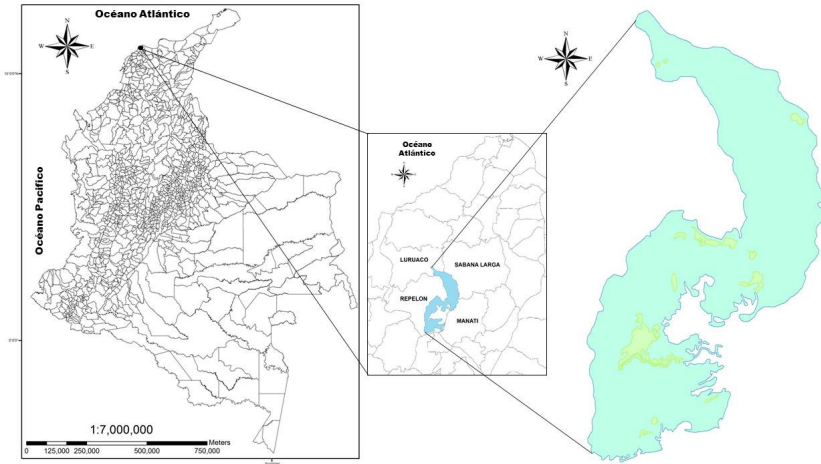 Océano Atlántico
N
W E
S
Océano Pacifico
1:7,000,000
0 125,000 250,000 500,000 750,000 Meters
Océano
Atlántico
LURUACO
SABANA LARGA
REPELON
MANATI
N
W E
S